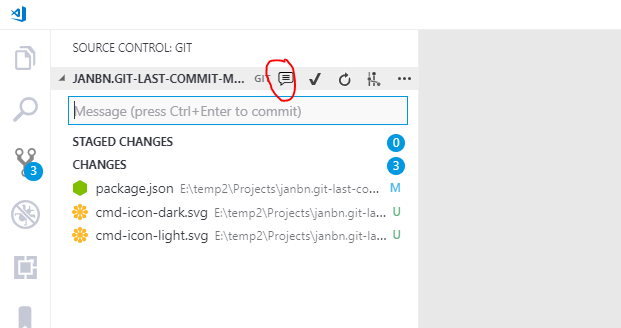 SOURCE CONTROL: GIT
JANBN.GIT-LAST-COMMIT-M... GIT
Message (press Ctrl+Enter to commit)
STAGED CHANGES 0
CHANGES 3
3
package.json E:\temp2\Projects\janbn.git-last-co... M
cmd-icon-dark.svg E:\temp2\Projects\janbn.git-la... U
cmd-icon-light.svg E:\temp2\Projects\janbn.git-l... U